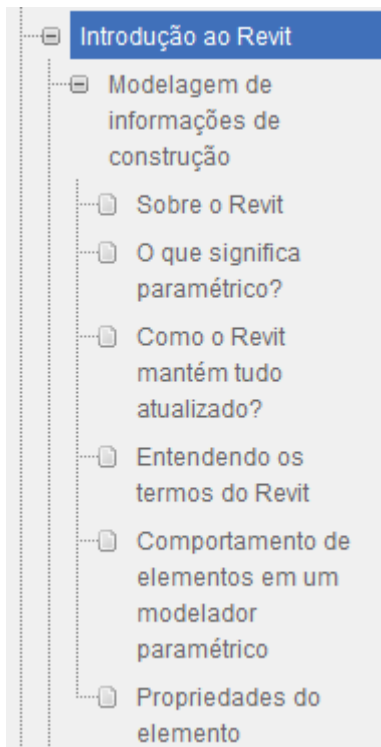 Introdução ao Revit
Modelagem de
informações de
construção
Sobre o Revit
O que significa
paramétrico?
Como o Revit
mantém tudo
atualizado?
Entendendo os
termos do Revit
Comportamento de
elementos em um
modelador
paramétrico
Propriedades do
elemento